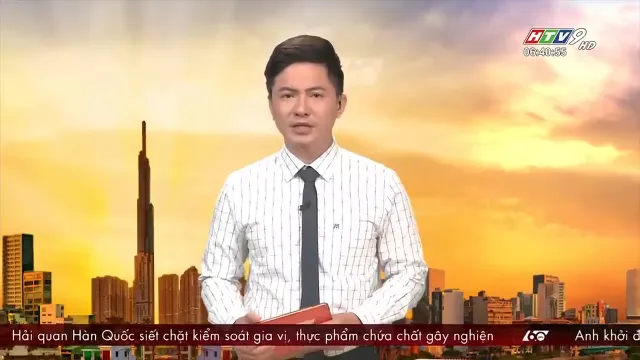 HTV9 HD
06:40:55
Hải quan Hàn Quốc siết chặt kiểm soát gia vị, thực phẩm chứa chất gây nghiện
Anh khởi